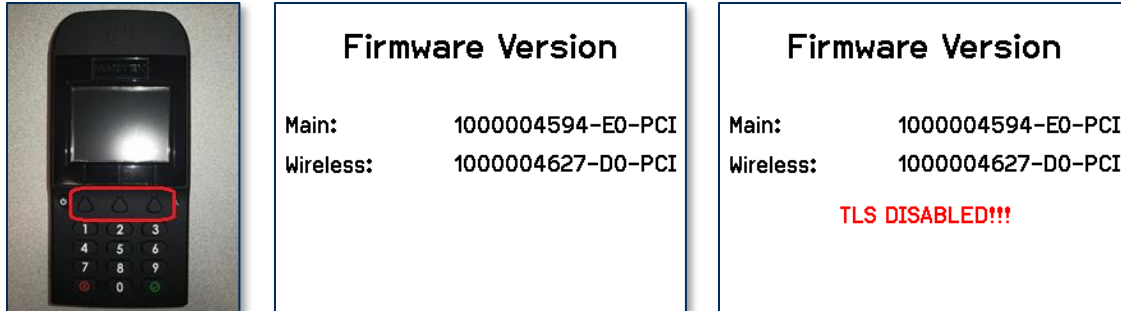 1 2 3
4 5 6
7 8 9
0
Firmware Version
Main: 1000004594-E0-PCI
Wireless: 1000004627-D0-PCI
Firmware Version
Main: 1000004594-E0-PCI
Wireless: 1000004627-D0-PCI
TLS DISABLED!!!